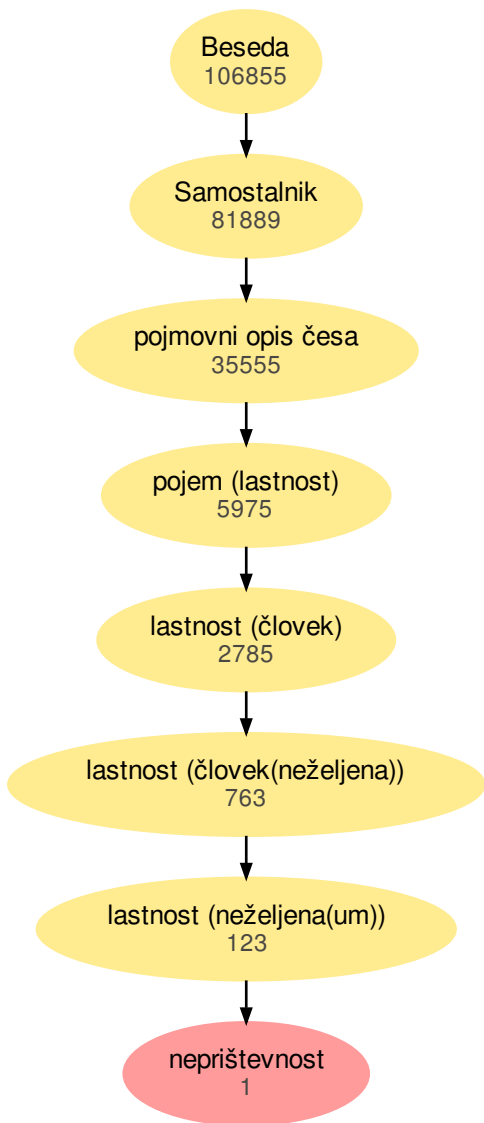 Beseda
106855
Samostalnik
81889
pojmovni opis česa
35555
pojem (lastnost)
5975
lastnost (človek)
2785
lastnost (človek(neželjena))
763
lastnost (neželjena(um))
123
neprištevnost
1